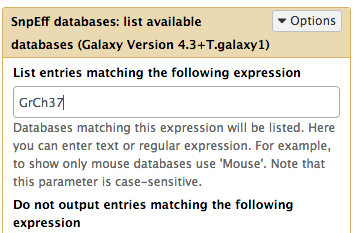 SnpEff databases: list available
Options
databases (Galaxy Version 4.3+T.galaxy1)
List entries matching the following expression
GrCh37
Databases matching this expression will be listed. Here
you can enter text or regular expression. For example,
to show only mouse databases use 'Mouse'. Note that
this parameter is case-sensitive.
Do not output entries matching the following
expression